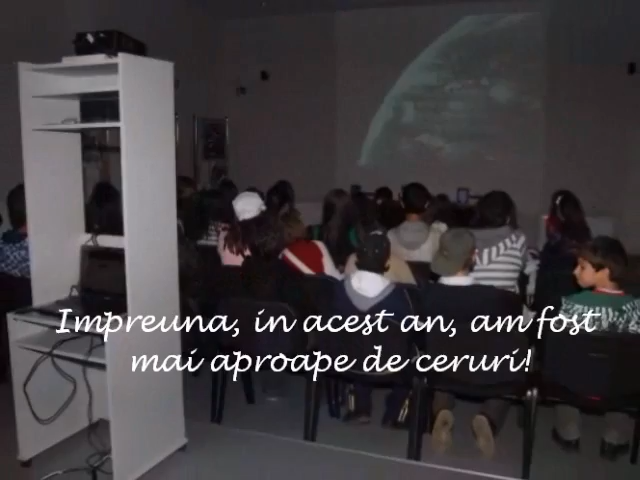 Impreuna, in acest an, am fost
mai aproape de ceruri!